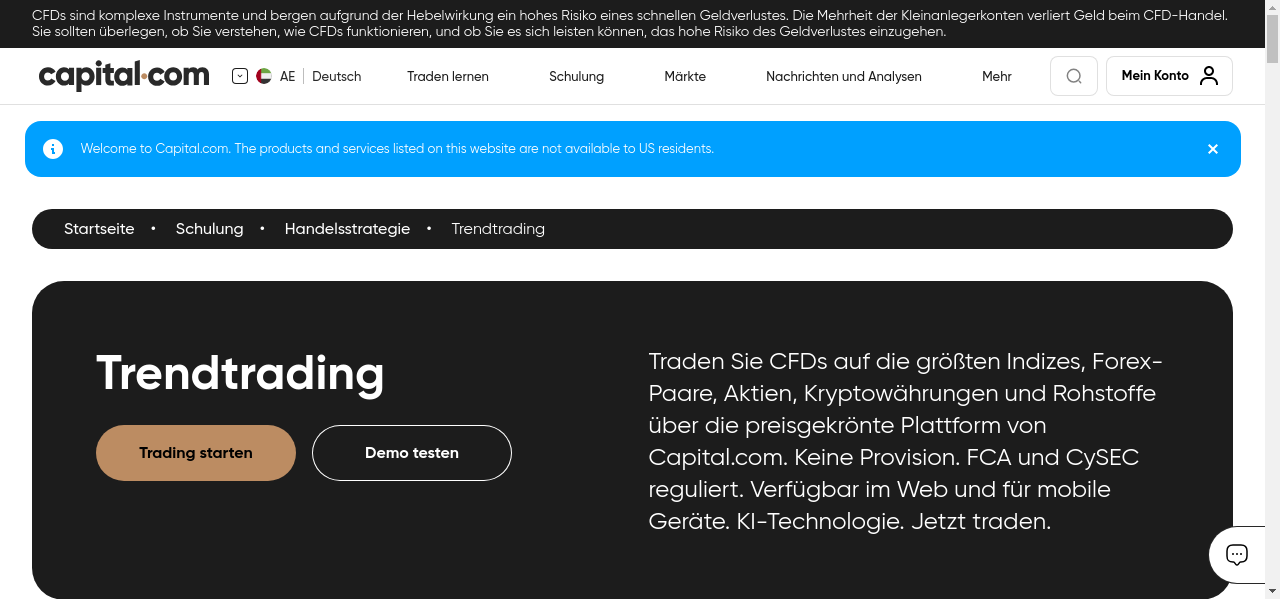 CFDs sind komplexe Instrumente und bergen aufgrund der Hebelwirkung ein hohes Risiko eines schnellen Geldverlustes. Die Mehrheit der Kleinanlegerkonten verliert Geld beim CFD-Handel.
Sie sollten überlegen, ob Sie verstehen, wie CFDs funktionieren, und ob Sie es sich leisten können, das hohe Risiko des Geldverlustes einzugehen.
capital.com AE Deutsch Traden lernen Schulung Märkte Nachrichten und Analysen Mehr Mein Konto
Welcome to Capital.com. The products and services listed on this website are not available to US residents.
Startseite • Schulung • Handelsstrategie • Trendtrading
Trendtrading
Trading starten Demo testen
Traden Sie CFDs auf die größten Indizes, Forex-
Paare, Aktien, Kryptowährungen und Rohstoffe
über die preisgekrönte Plattform von
Capital.com. Keine Provision. FCA und CySEC
reguliert. Verfügbar im Web und für mobile
Geräte. KI-Technologie. Jetzt traden.